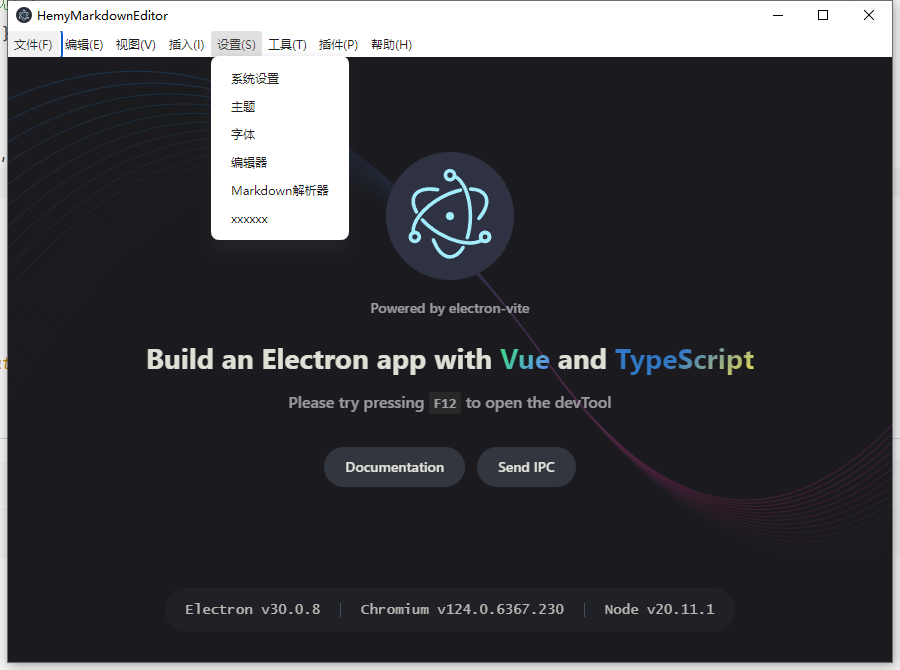 HemyMarkdownEditor
文件(F) 编辑(E) 视图(V) 插入(I) 设置(S) 工具(T) 插件(P) 帮助(H)
系统设置
主题
字体
编辑器
Markdown解析器
xxxxxx
Powered by electron-vite
Build an Electron app with Vue and TypeScript
Please try pressing F12 to open the devTool
Documentation Send IPC
Electron v30.0.8 Chromium v124.0.6367.230 Node v20.11.1